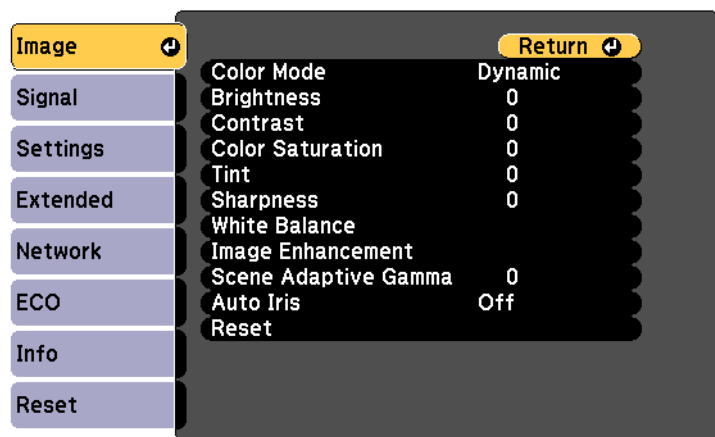 Image
Signal
Settings
Extended
Network
ECO
Info
Reset
Return
Color Mode Dynamic
Brightness 0
Contrast 0
Color Saturation 0
Tint 0
Sharpness 0
White Balance
Image Enhancement
Scene Adaptive Gamma 0
Auto Iris Off
Reset